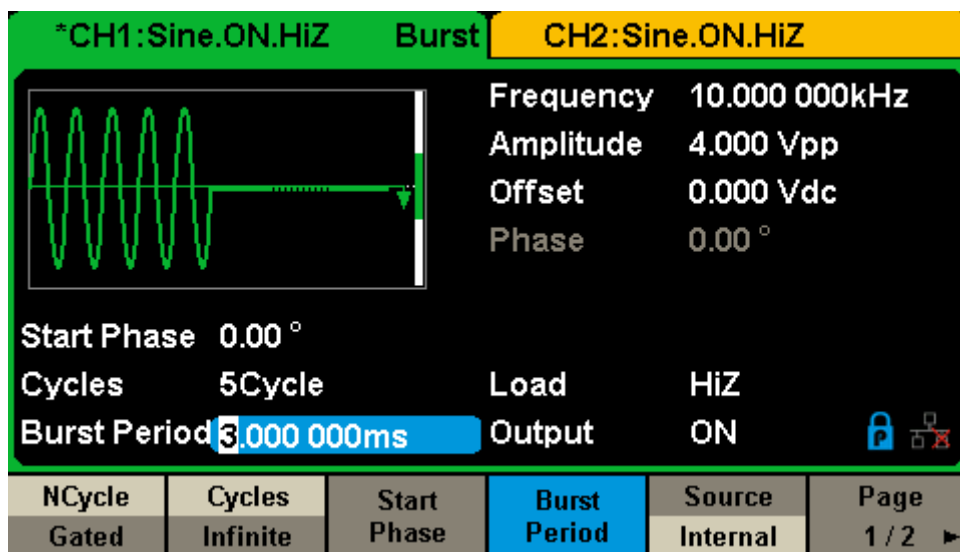 *CH1:Sine.ON.HiZ Burst CH2:Sine.ON.HiZ
Frequency 10.000 000kHz
Amplitude 4.000 Vpp
Offset 0.000 Vdc
Phase 0.00 °
Start Phase 0.00 °
Cycles 5Cycle Load HiZ
Burst Period 3.000 000ms Output ON P
NCycle Cycles Start Burst Source Page
Gated Infinite Phase Period Internal 1 / 2 ►